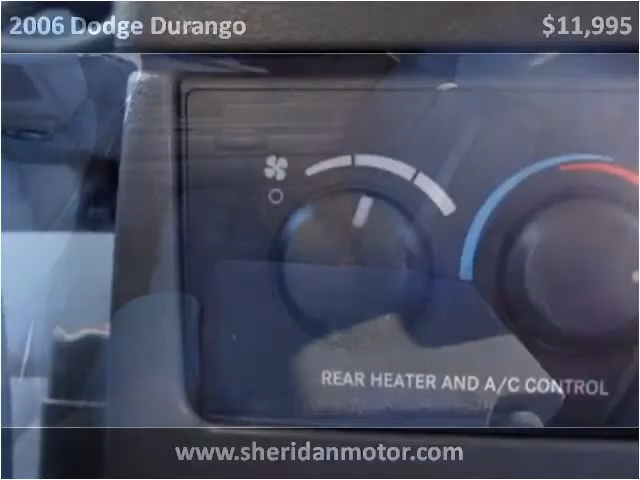 2006 Dodge Durango $11,995
REAR HEATER AND A/C CONTROL
www.sheridanmotor.com